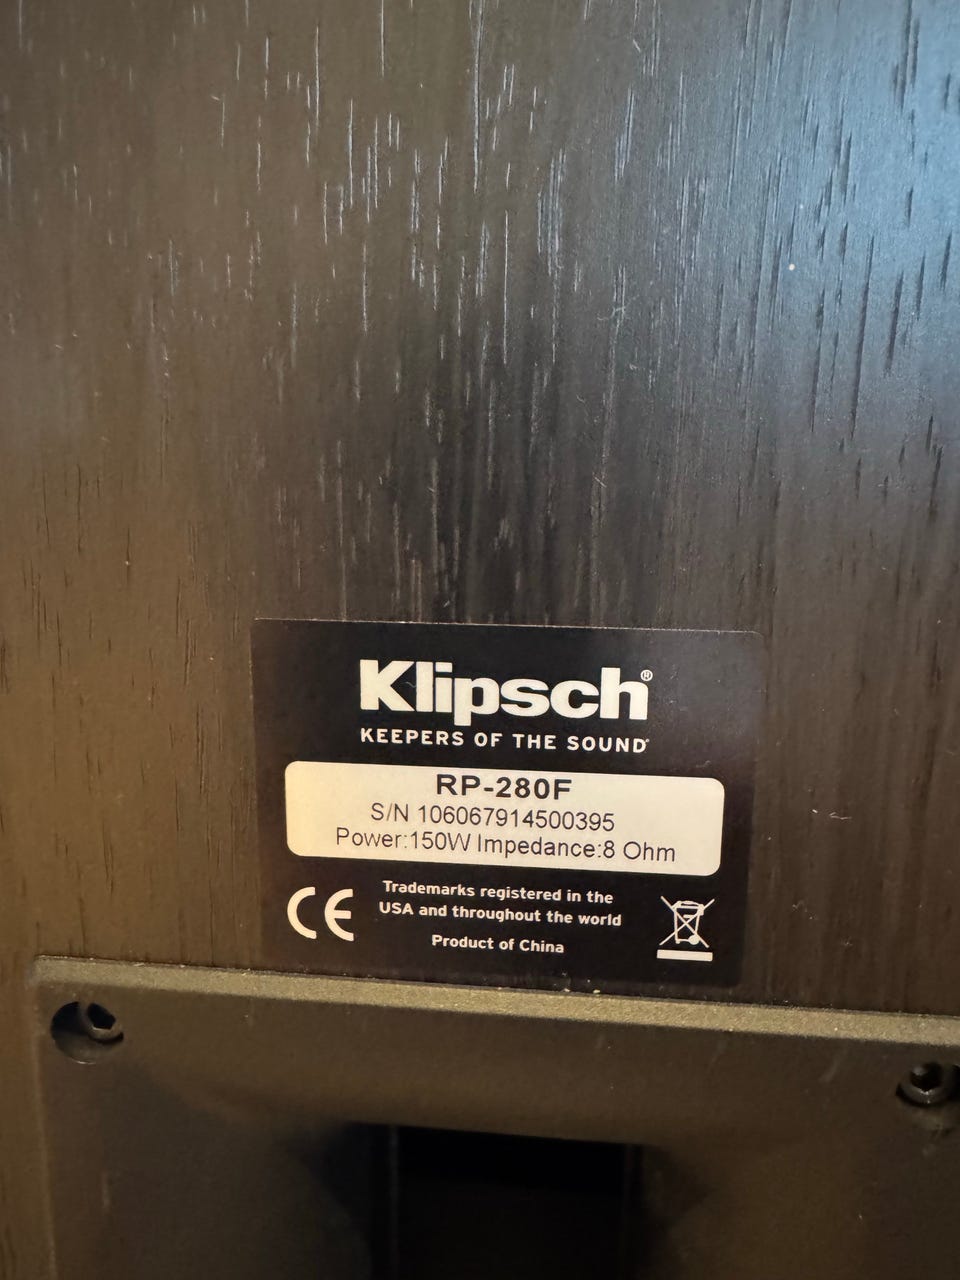 Klipsch®
KEEPERS OF THE SOUND
RP-280F
S/N 106067914500395
Power:150W Impedance:8 Ohm
CE
Trademarks registered in the
USA and throughout the world
Product of China